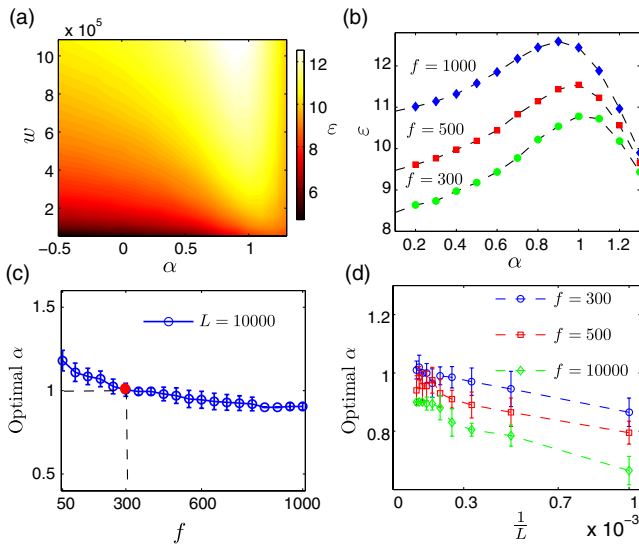 (a)
x 10^5
10
8
6
4
2
w
-0.5
0
0.5
1
α
12
10
8
6
ε
(b)
13
12
11
10
9
8
ε
f = 1000
f = 500
f = 300
0.2
0.4
0.6
0.8
1.0
1.2
α
(c)
1.5
1
0.5
Optimal α
L = 10000
50
300
600
1000
f
(d)
1.2
1
0.8
Optimal α
f = 300
f = 500
f = 10000
0
0.3
0.7
1
1/L
x 10^-3